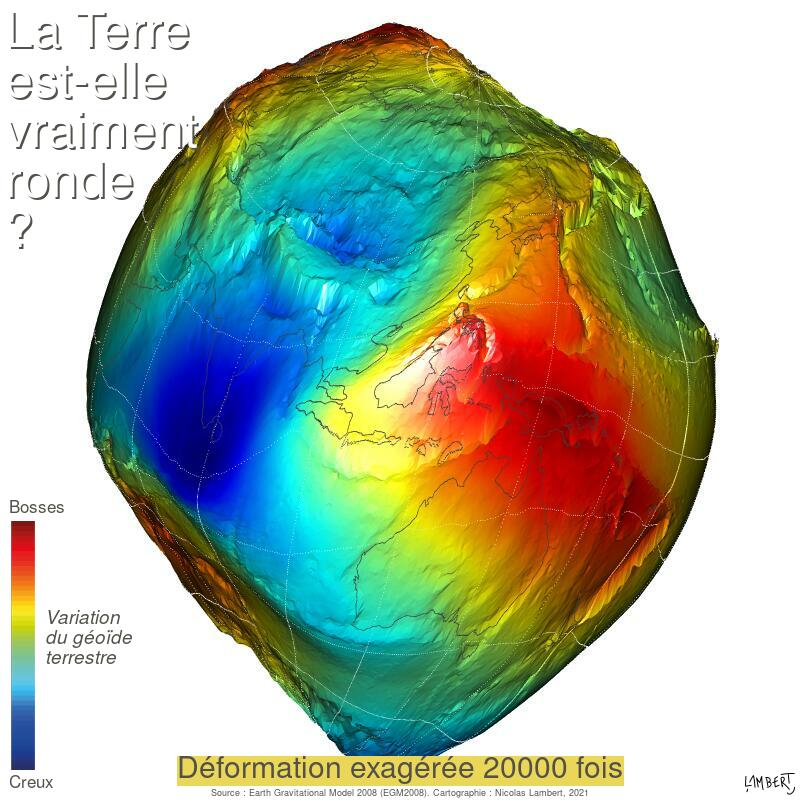 La Terre
est-elle
vraiment
ronde
?
Bosses
Variation
du géoïde
terrestre
Creux
Déformation exagérée 20000 fois
Source : Earth Gravitational Model 2008 (EGM2008). Cartographie : Nicolas Lambert, 2021
LAMBERT